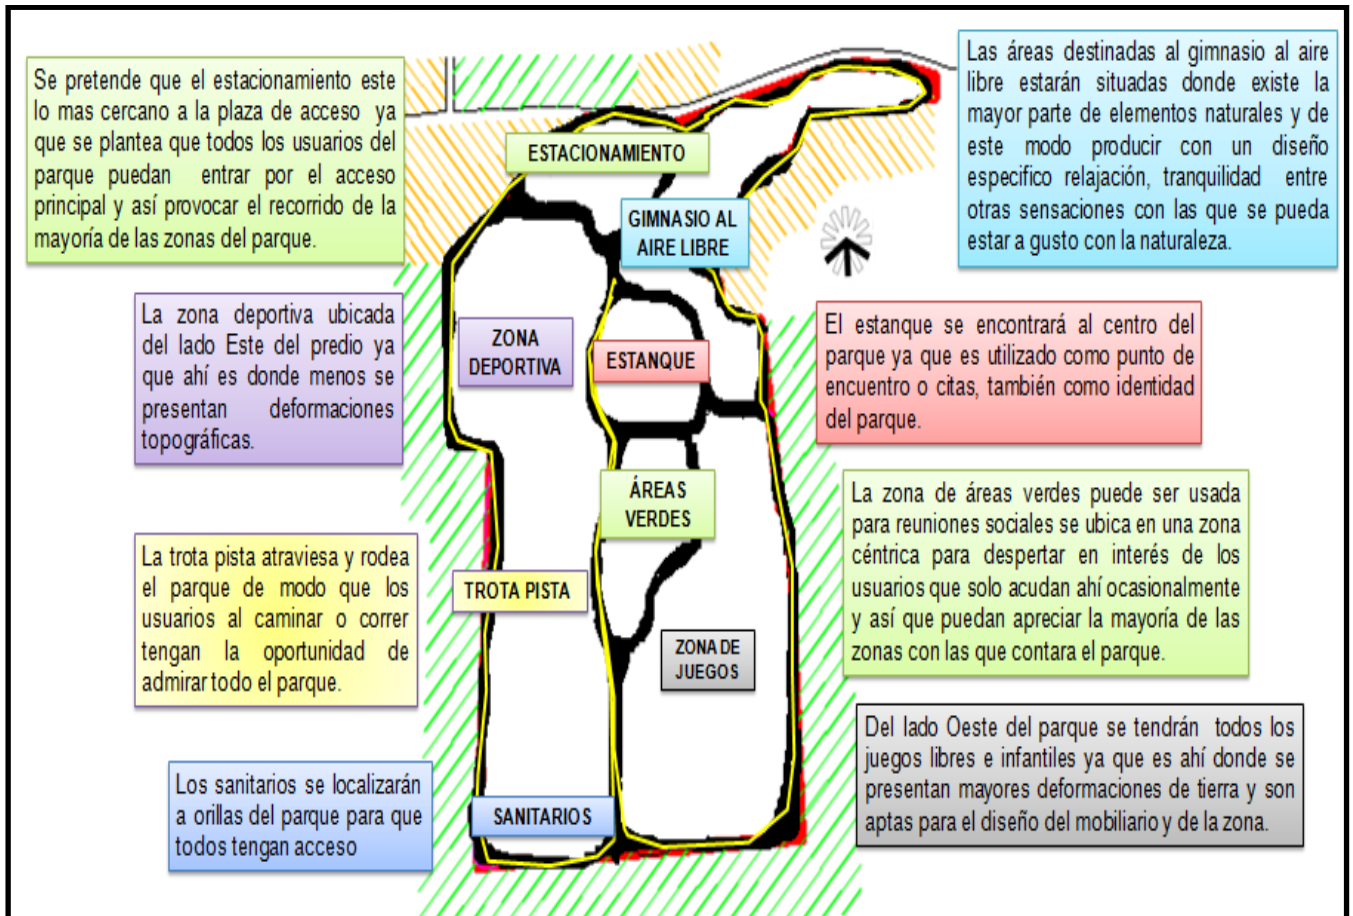 Se pretende que el estacionamiento este
lo mas cercano a la plaza de acceso ya
que se plantea que todos los usuarios del
parque puedan entrar por el acceso
principal y así provocar el recorrido de la
mayoría de las zonas del parque.
Las áreas destinadas al gimnasio al aire
libre estarán situadas donde existe la
mayor parte de elementos naturales y de
este modo producir con un diseño
especifico relajación, tranquilidad entre
otras sensaciones con las que se pueda
estar a gusto con la naturaleza.
ESTACIONAMIENTO
GIMNASIO AL
AIRE LIBRE
La zona deportiva ubicada
del lado Este del predio ya
que ahí es donde menos se
presentan deformaciones
topográficas.
ZONA
DEPORTIVA
ESTANQUE
El estanque se encontrará al centro del
parque ya que es utilizado como punto de
encuentro o citas, también como identidad
del parque.
ÁREAS
VERDES
La zona de áreas verdes puede ser usada
para reuniones sociales se ubica en una zona
céntrica para despertar en interés de los
usuarios que solo acudan ahí ocasionalmente
y así que puedan apreciar la mayoría de las
zonas con las que contara el parque.
La trota pista atraviesa y rodea
el parque de modo que los
usuarios al caminar o correr
tengan la oportunidad de
admirar todo el parque.
TROTA PISTA
ZONA DE
JUEGOS
Del lado Oeste del parque se tendrán todos los
juegos libres e infantiles ya que es ahí donde se
presentan mayores deformaciones de tierra y son
aptas para el diseño del mobiliario y de la zona.
Los sanitarios se localizarán
a orillas del parque para que
todos tengan acceso
SANITARIOS